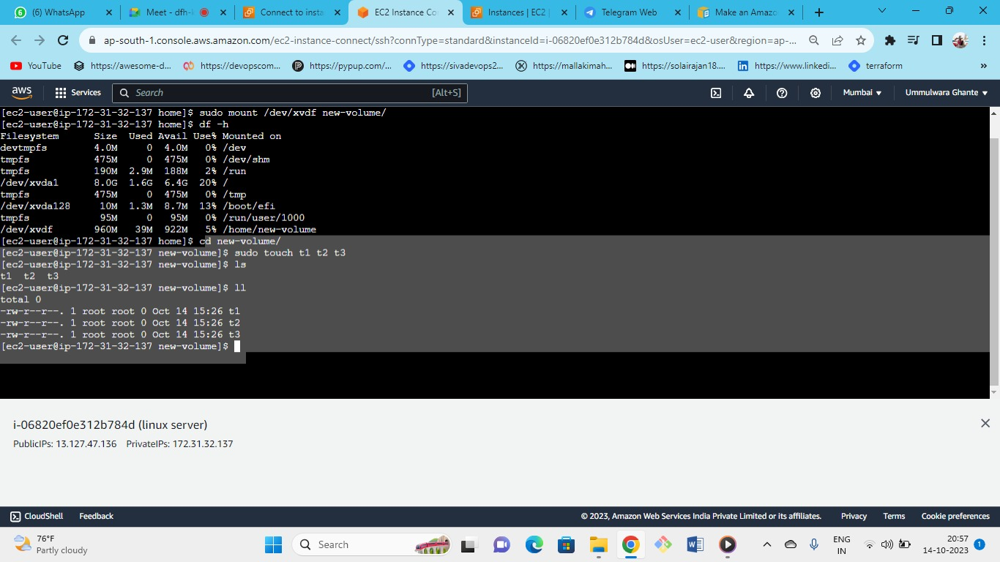 (6) WhatsApp
Meet - dfh-
Connect to insta
EC2 Instance Co
Instances | EC2
Telegram Web
Make an Amazo
ap-south-1.console.aws.amazon.com/ec2-instance-connect/ssh?connType=standard&instanceId=i-06820ef0e312b784d&osUser=ec2-user&region=ap-...
YouTube
https://awesome-d...
https://devopscom...
https://pypup.com/...
https://sivadevops2...
https://mallakimah...
https://solairajan18....
https://www.linkedi...
terraform
aws Services Search [Alt+S] Mumbai Ummulwara Ghante
[ec2-user@ip-172-31-32-137 home]$ sudo mount /dev/xvdf new-volume/
[ec2-user@ip-172-31-32-137 home]$ df -h
Filesystem Size Used Avail Use% Mounted on
devtmpfs 4.0M 0 4.0M 0% /dev
tmpfs 475M 0 475M 0% /dev/shm
tmpfs 190M 2.9M 188M 2% /run
/dev/xvda1 8.0G 1.6G 6.4G 20% /
tmpfs 475M 0 475M 0% /tmp
/dev/xvda128 10M 1.3M 8.7M 13% /boot/efi
tmpfs 95M 0 95M 0% /run/user/1000
/dev/xvdf 960M 39M 922M 5% /home/new-volume
[ec2-user@ip-172-31-32-137 home]$ cd new-volume/
[ec2-user@ip-172-31-32-137 new-volume]$ sudo touch t1 t2 t3
[ec2-user@ip-172-31-32-137 new-volume]$ ls
t1 t2 t3
[ec2-user@ip-172-31-32-137 new-volume]$ ll
total 0
-rw-r--r--. 1 root root 0 Oct 14 15:26 t1
-rw-r--r--. 1 root root 0 Oct 14 15:26 t2
-rw-r--r--. 1 root root 0 Oct 14 15:26 t3
[ec2-user@ip-172-31-32-137 new-volume]$
i-06820ef0e312b784d (linux server)
PublicIPs: 13.127.47.136 PrivateIPs: 172.31.32.137
CloudShell Feedback © 2023, Amazon Web Services India Private Limited or its affiliates. Privacy Terms Cookie preferences
76°F
Partly cloudy
Search
ENG
IN
20:57
14-10-2023
1